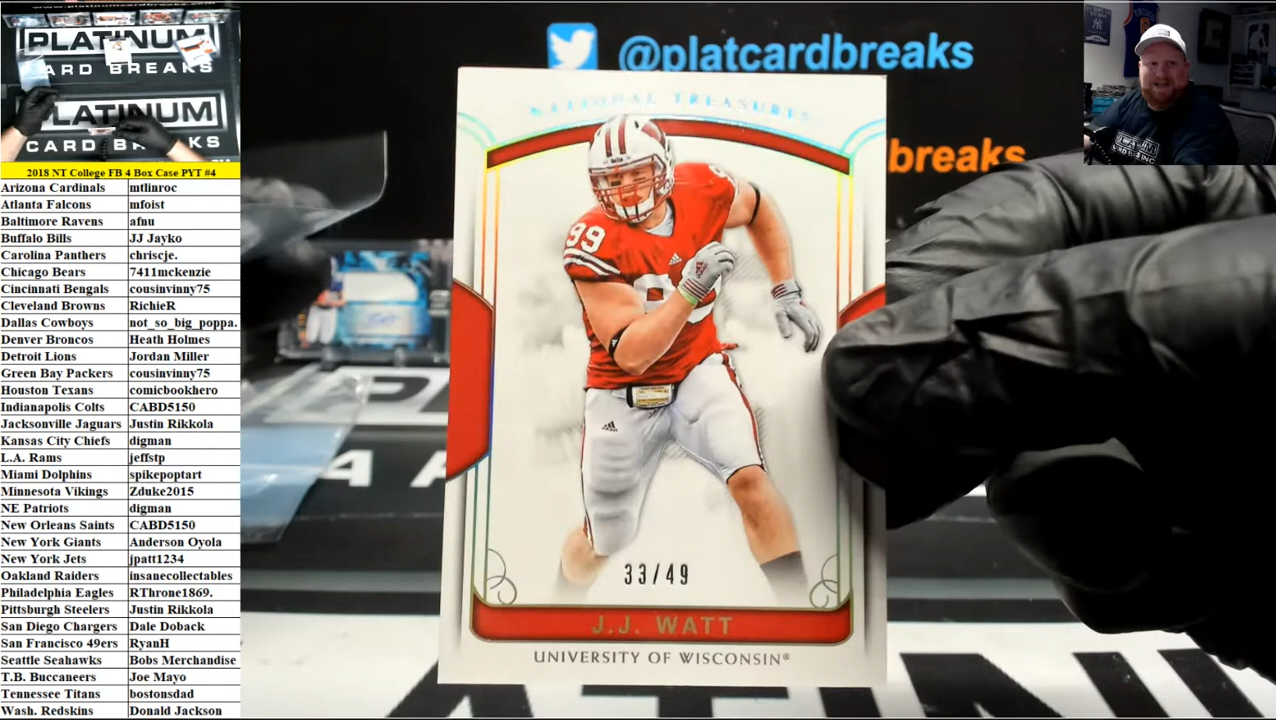 www.platinumbreaks.com
PLATINUM
CARD BREAKS
PLATINUM
CARD BREAKS
2018 NT College FB 4 Box Case PYT #4
Arizona Cardinals mtlinroc
Atlanta Falcons mfoist
Baltimore Ravens afnu
Buffalo Bills JJ Jayko
Carolina Panthers chriscje.
Chicago Bears 7411mckenzie
Cincinnati Bengals cousinvinny75
Cleveland Browns RichieR
Dallas Cowboys not_so_big_poppa.
Denver Broncos Heath Holmes
Detroit Lions Jordan Miller
Green Bay Packers cousinvinny75
Houston Texans comicbookhero
Indianapolis Colts CABD5150
Jacksonville Jaguars Justin Rikkola
Kansas City Chiefs digman
L.A. Rams jeffstp
Miami Dolphins spikepoptart
Minnesota Vikings Zduke2015
NE Patriots digman
New Orleans Saints CABD5150
New York Giants Anderson Oyola
New York Jets jpatt1234
Oakland Raiders insanecollectables
Philadelphia Eagles RThrone1869.
Pittsburgh Steelers Justin Rikkola
San Diego Chargers Dale Doback
San Francisco 49ers RyanH
Seattle Seahawks Bobs Merchandise
T.B. Buccaneers Joe Mayo
Tennessee Titans bostonsdad
Wash. Redskins Donald Jackson
@platcardbreaks
breaks
NATIONAL TREASURES
99
33/49
J.J. WATT
UNIVERSITY OF WISCONSIN®